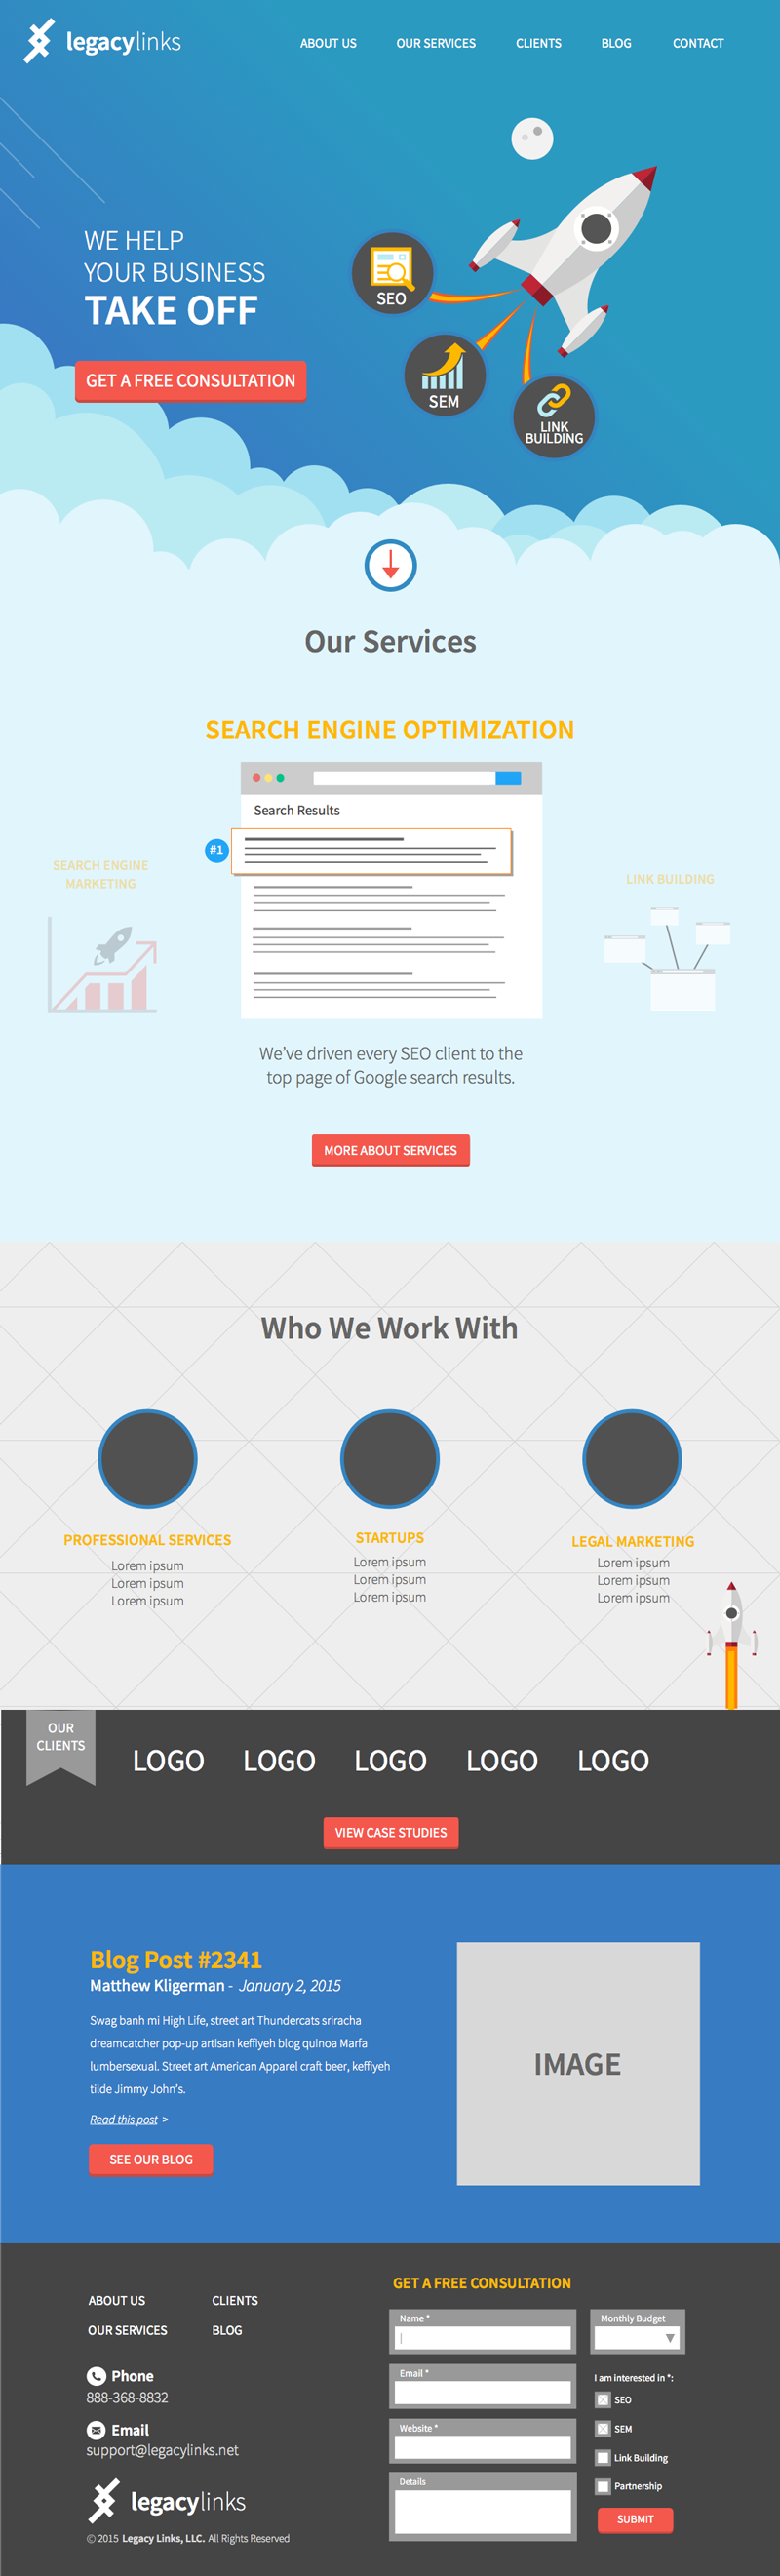 legacylinks
ABOUT US OUR SERVICES CLIENTS BLOG CONTACT
WE HELP
YOUR BUSINESS
TAKE OFF
GET A FREE CONSULTATION
SEO
SEM
LINK
BUILDING
Our Services
SEARCH ENGINE OPTIMIZATION
Search Results
#1
SEARCH ENGINE
MARKETING
LINK BUILDING
We've driven every SEO client to the
top page of Google search results.
MORE ABOUT SERVICES
Who We Work With
PROFESSIONAL SERVICES
Lorem ipsum
Lorem ipsum
Lorem ipsum
STARTUPS
Lorem ipsum
Lorem ipsum
Lorem ipsum
LEGAL MARKETING
Lorem ipsum
Lorem ipsum
Lorem ipsum
OUR
CLIENTS
LOGO LOGO LOGO LOGO LOGO
VIEW CASE STUDIES
Blog Post #2341
Matthew Kligerman - January 2, 2015
Swag banh mi High Life, street art Thundercats sriracha
dreamcatcher pop-up artisan keffiyeh blog quinoa Marfa
lumbersexual. Street art American Apparel craft beer, keffiyeh
tilde Jimmy John's.
Read this post >
SEE OUR BLOG
IMAGE
ABOUT US CLIENTS
OUR SERVICES BLOG
Phone
888-368-8832
Email
support@legacylinks.net
legacylinks
© 2015 Legacy Links, LLC. All Rights Reserved
GET A FREE CONSULTATION
Name *
Email *
Website *
Details
Monthly Budget
I am interested in *:
SEO
SEM
Link Building
Partnership
SUBMIT